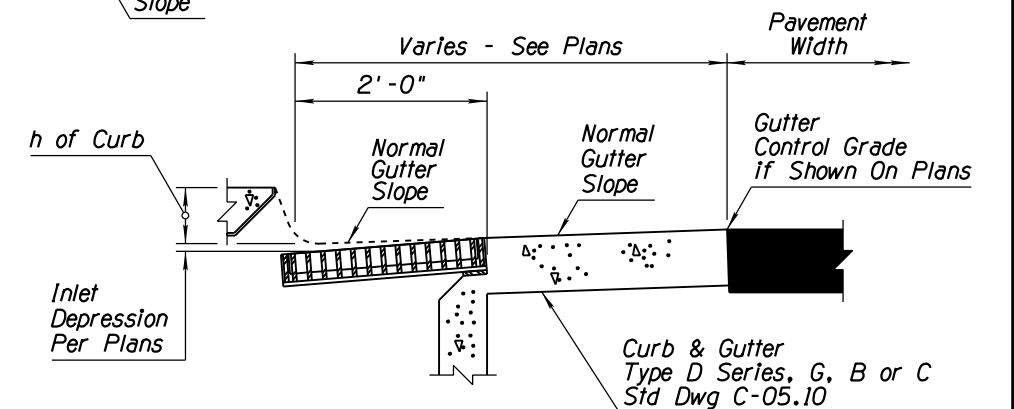 Slope
Pavement
Width
Varies - See Plans
2'-0"
h of Curb
Normal
Gutter
Slope
Normal
Gutter
Slope
Gutter
Control Grade
if Shown On Plans
Inlet
Depression
Per Plans
Curb & Gutter
Type D Series, G, B or C
Std Dwg C-05.10